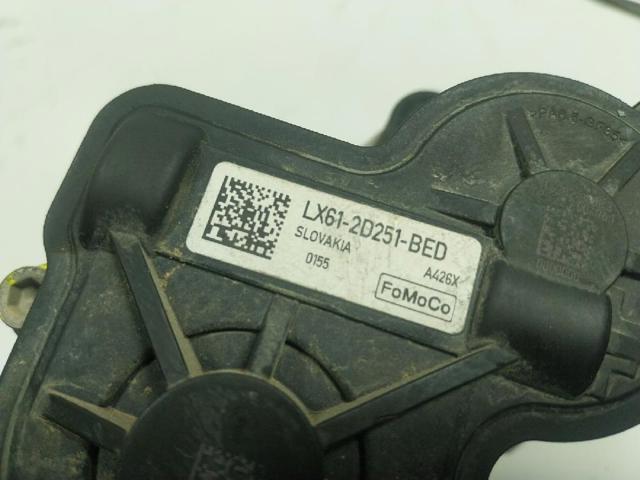 LX61-2D251-BED
SLOVAKIA
0155
A426X
FoMoCo